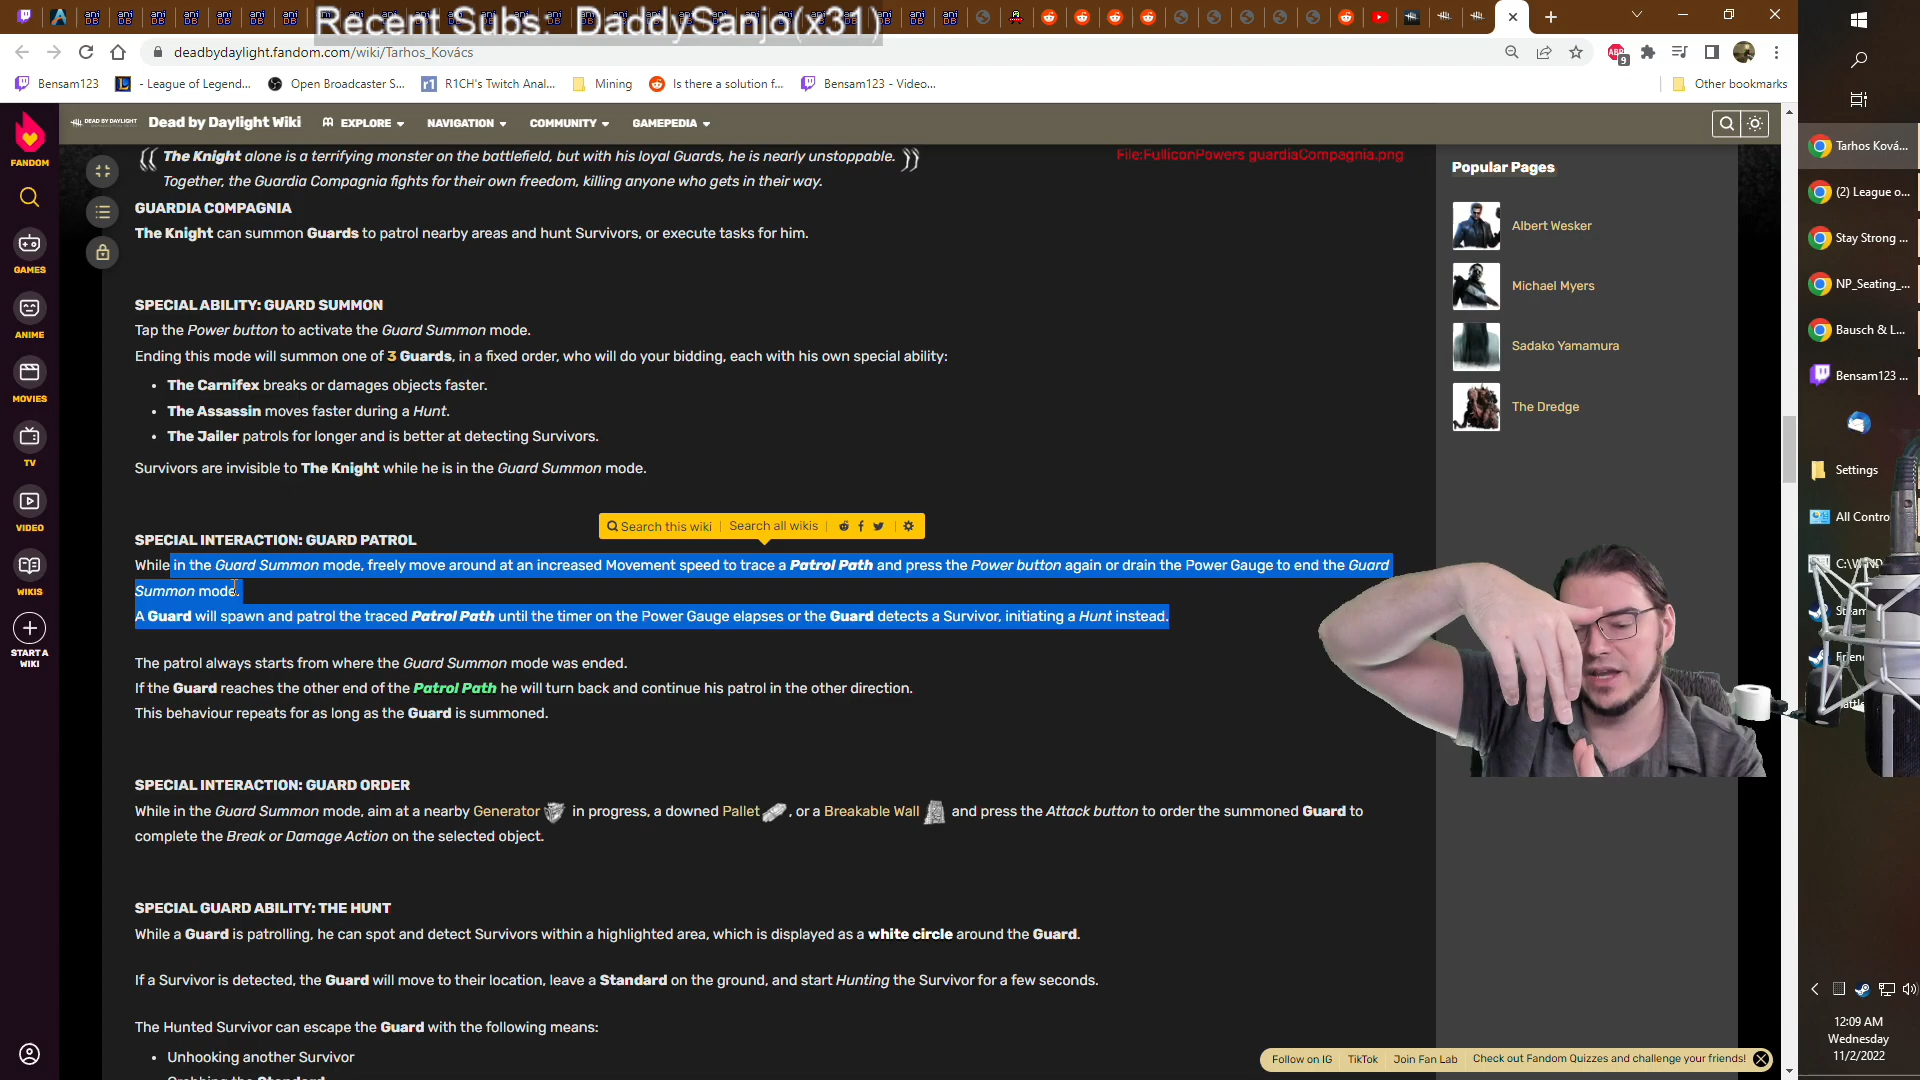 Recent Subs: DaddySanjo(x31)
deadbydaylight.fandom.com/wiki/Tarhos_Kovács
9
Bensam123
- League of Legend...
Open Broadcaster S...
r1
R1CH's Twitch Anal...
Mining
Is there a solution f...
Bensam123 - Video...
Other bookmarks
DEAD BY DAYLIGHT
Dead by Daylight Wiki
EXPLORE
NAVIGATION
COMMUNITY
GAMEPEDIA
FANDOM
GAMES
ANIME
MOVIES
TV
VIDEO
WIKIS
START A
WIKI
The Knight alone is a terrifying monster on the battlefield, but with his loyal Guards, he is nearly unstoppable.
Together, the Guardia Compagnia fights for their own freedom, killing anyone who gets in their way.
File:FulliconPowers guardiaCompagnia.png
GUARDIA COMPAGNIA
The Knight can summon Guards to patrol nearby areas and hunt Survivors, or execute tasks for him.
SPECIAL ABILITY: GUARD SUMMON
Tap the Power button to activate the Guard Summon mode.
Ending this mode will summon one of 3 Guards, in a fixed order, who will do your bidding, each with his own special ability:
• The Carnifex breaks or damages objects faster.
• The Assassin moves faster during a Hunt.
• The Jailer patrols for longer and is better at detecting Survivors.
Survivors are invisible to The Knight while he is in the Guard Summon mode.
Search this wiki
Search all wikis
SPECIAL INTERACTION: GUARD PATROL
While in the Guard Summon mode, freely move around at an increased Movement speed to trace a Patrol Path and press the Power button again or drain the Power Gauge to end the Guard
Summon mode.
A Guard will spawn and patrol the traced Patrol Path until the timer on the Power Gauge elapses or the Guard detects a Survivor, initiating a Hunt instead.
The patrol always starts from where the Guard Summon mode was ended.
If the Guard reaches the other end of the Patrol Path he will turn back and continue his patrol in the other direction.
This behaviour repeats for as long as the Guard is summoned.
SPECIAL INTERACTION: GUARD ORDER
While in the Guard Summon mode, aim at a nearby Generator in progress, a downed Pallet , or a Breakable Wall and press the Attack button to order the summoned Guard to
complete the Break or Damage Action on the selected object.
SPECIAL GUARD ABILITY: THE HUNT
While a Guard is patrolling, he can spot and detect Survivors within a highlighted area, which is displayed as a white circle around the Guard.
If a Survivor is detected, the Guard will move to their location, leave a Standard on the ground, and start Hunting the Survivor for a few seconds.
The Hunted Survivor can escape the Guard with the following means:
• Unhooking another Survivor
Grabbing the Standard
Popular Pages
Albert Wesker
Michael Myers
Sadako Yamamura
The Dredge
Follow on IG
TikTok
Join Fan Lab
Check out Fandom Quizzes and challenge your friends!
Tarhos Ková...
(2) League o...
Stay Strong ...
NP_Seating_...
Bausch & L...
Bensam123 ...
Settings
All Contro
C:\WIND
Steam
Frien
12:09 AM
Wednesday
11/2/2022